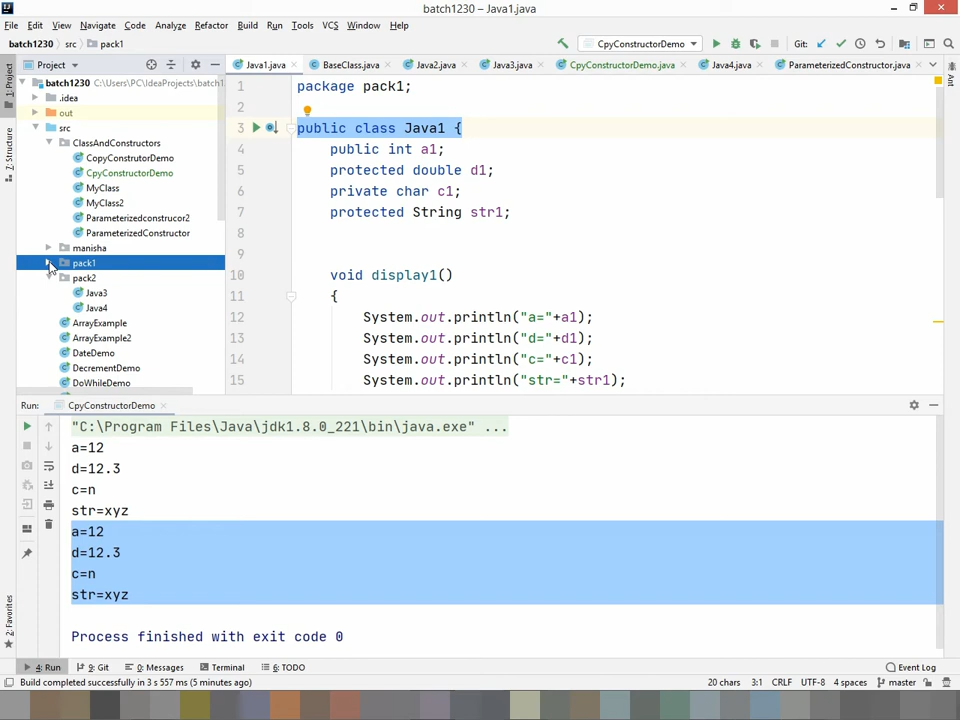 batch1230 – Java1.java
File Edit View Navigate Code Analyze Refactor Build Run Tools VCS Window Help
batch1230 src pack1 CpyConstructorDemo Git:
Project Java1.java BaseClass.java Java2.java Java3.java CpyConstructorDemo.java Java4.java ParameterizedConstructor.java Ant
1: Project
7: Structure
2: Favorites
batch1230 C:\Users\PC\IdeaProjects\batch1
.idea
out
src
ClassAndConstructors
CopyConstrutorDemo
CpyConstructorDemo
MyClass
MyClass2
Parameterizedconstrucor2
ParameterizedConstructor
manisha
pack1
pack2
Java3
Java4
ArrayExample
ArrayExample2
DateDemo
DecrementDemo
DoWhileDemo
1 package pack1;
2
3 public class Java1 {
4 public int a1;
5 protected double d1;
6 private char c1;
7 protected String str1;
8
9
10 void display1()
11 {
12 System.out.println("a="+a1);
13 System.out.println("d="+d1);
14 System.out.println("c="+c1);
15 System.out.println("str="+str1);
Run: CpyConstructorDemo
"C:\Program Files\Java\jdk1.8.0_221\bin\java.exe" ...
a=12
d=12.3
c=n
str=xyz
a=12
d=12.3
c=n
str=xyz
Process finished with exit code 0
4: Run 9: Git 0: Messages Terminal 6: TODO Event Log
Build completed successfully in 3 s 557 ms (5 minutes ago) 20 chars 3:1 CRLF UTF-8 4 spaces master